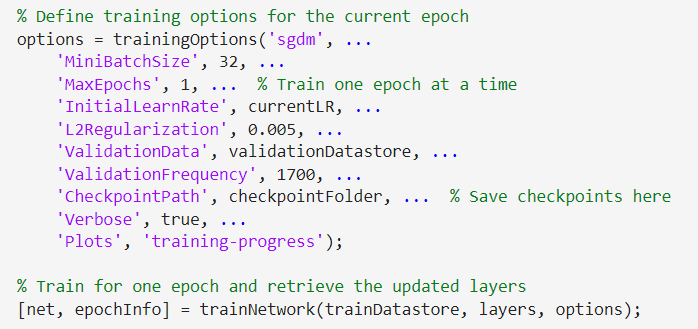 % Define training options for the current epoch
options = trainingOptions('sgdm', ...
    'MiniBatchSize', 32, ...
    'MaxEpochs', 1, ...  % Train one epoch at a time
    'InitialLearnRate', currentLR, ...
    'L2Regularization', 0.005, ...
    'ValidationData', validationDatastore, ...
    'ValidationFrequency', 1700, ...
    'CheckpointPath', checkpointFolder, ...  % Save checkpoints here
    'Verbose', true, ...
    'Plots', 'training-progress');
% Train for one epoch and retrieve the updated layers
[net, epochInfo] = trainNetwork(trainDatastore, layers, options);